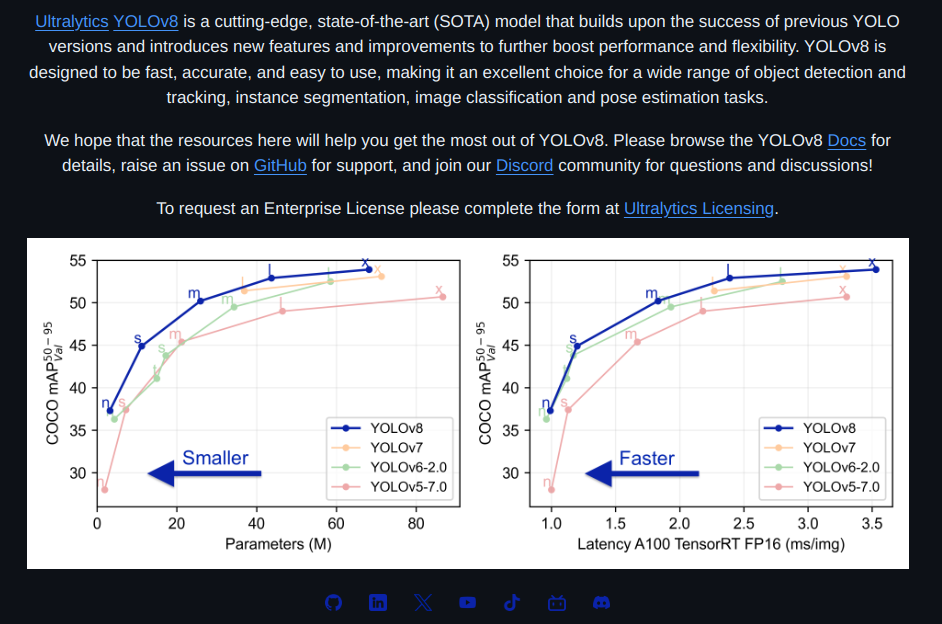 Ultralytics YOLOv8 is a cutting-edge, state-of-the-art (SOTA) model that builds upon the success of previous YOLO
versions and introduces new features and improvements to further boost performance and flexibility. YOLOv8 is
designed to be fast, accurate, and easy to use, making it an excellent choice for a wide range of object detection and
tracking, instance segmentation, image classification and pose estimation tasks.
We hope that the resources here will help you get the most out of YOLOv8. Please browse the YOLOv8 Docs for
details, raise an issue on GitHub for support, and join our Discord community for questions and discussions!
To request an Enterprise License please complete the form at Ultralytics Licensing.
55
50
45
40
35
30
COCO mAP50-95 val
n
s
m
l
x
l
x
n
s
t
m
l
n
s
m
l
x
Smaller
YOLOv8
YOLOv7
YOLOv6-2.0
YOLOv5-7.0
0 20 40 60 80
Parameters (M)
55
50
45
40
35
30
COCO mAP50-95 val
n
s
m
l
x
l
x
n
s
t
m
l
n
s
m
l
x
Faster
YOLOv8
YOLOv7
YOLOv6-2.0
YOLOv5-7.0
1.0 1.5 2.0 2.5 3.0 3.5
Latency A100 TensorRT FP16 (ms/img)
in